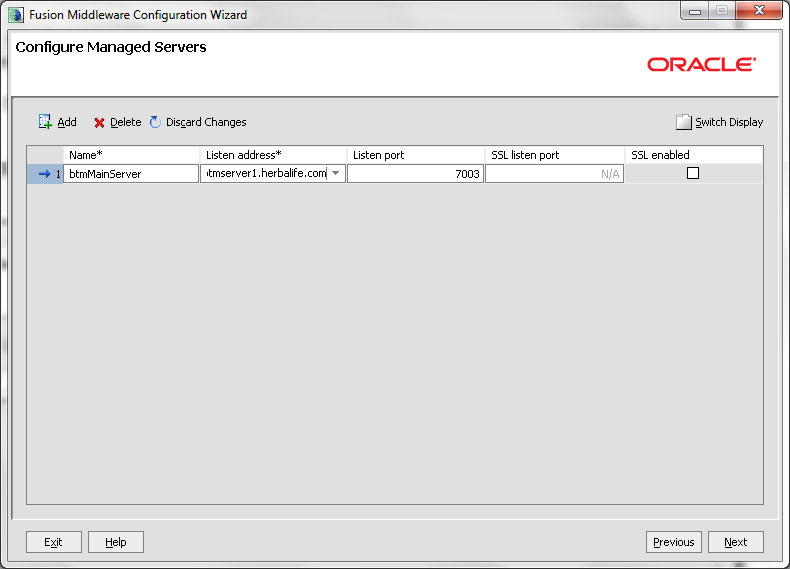 Fusion Middleware Configuration Wizard
Configure Managed Servers
ORACLE
Add Delete Discard Changes Switch Display
Name* Listen address* Listen port SSL listen port SSL enabled
1 btmMainServer tmserver1.herbalife.com 7003 N/A
Exit Help Previous Next